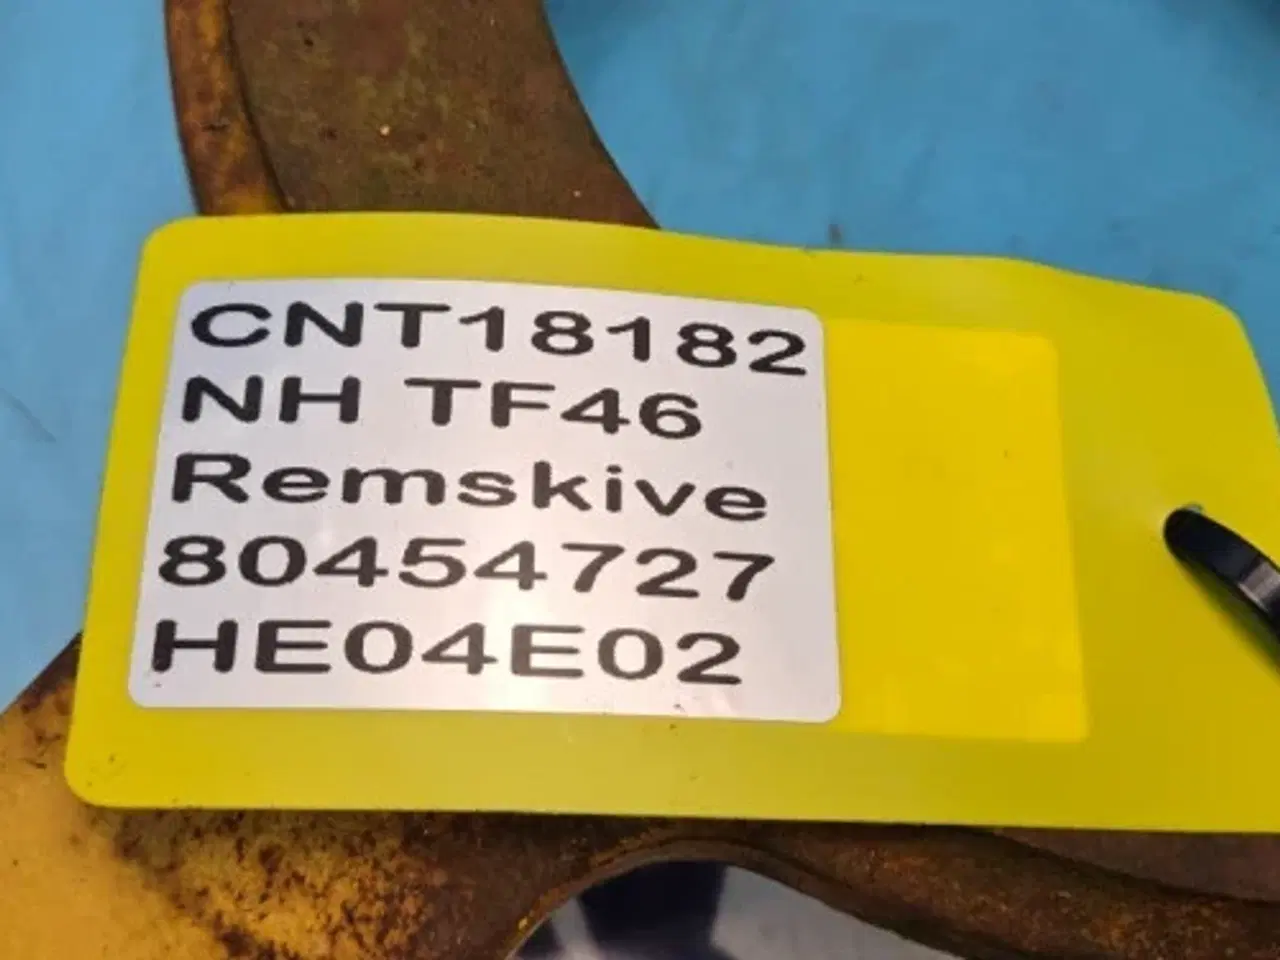 CNT18182
NH TF46
Remskive
80454727
HE04E02